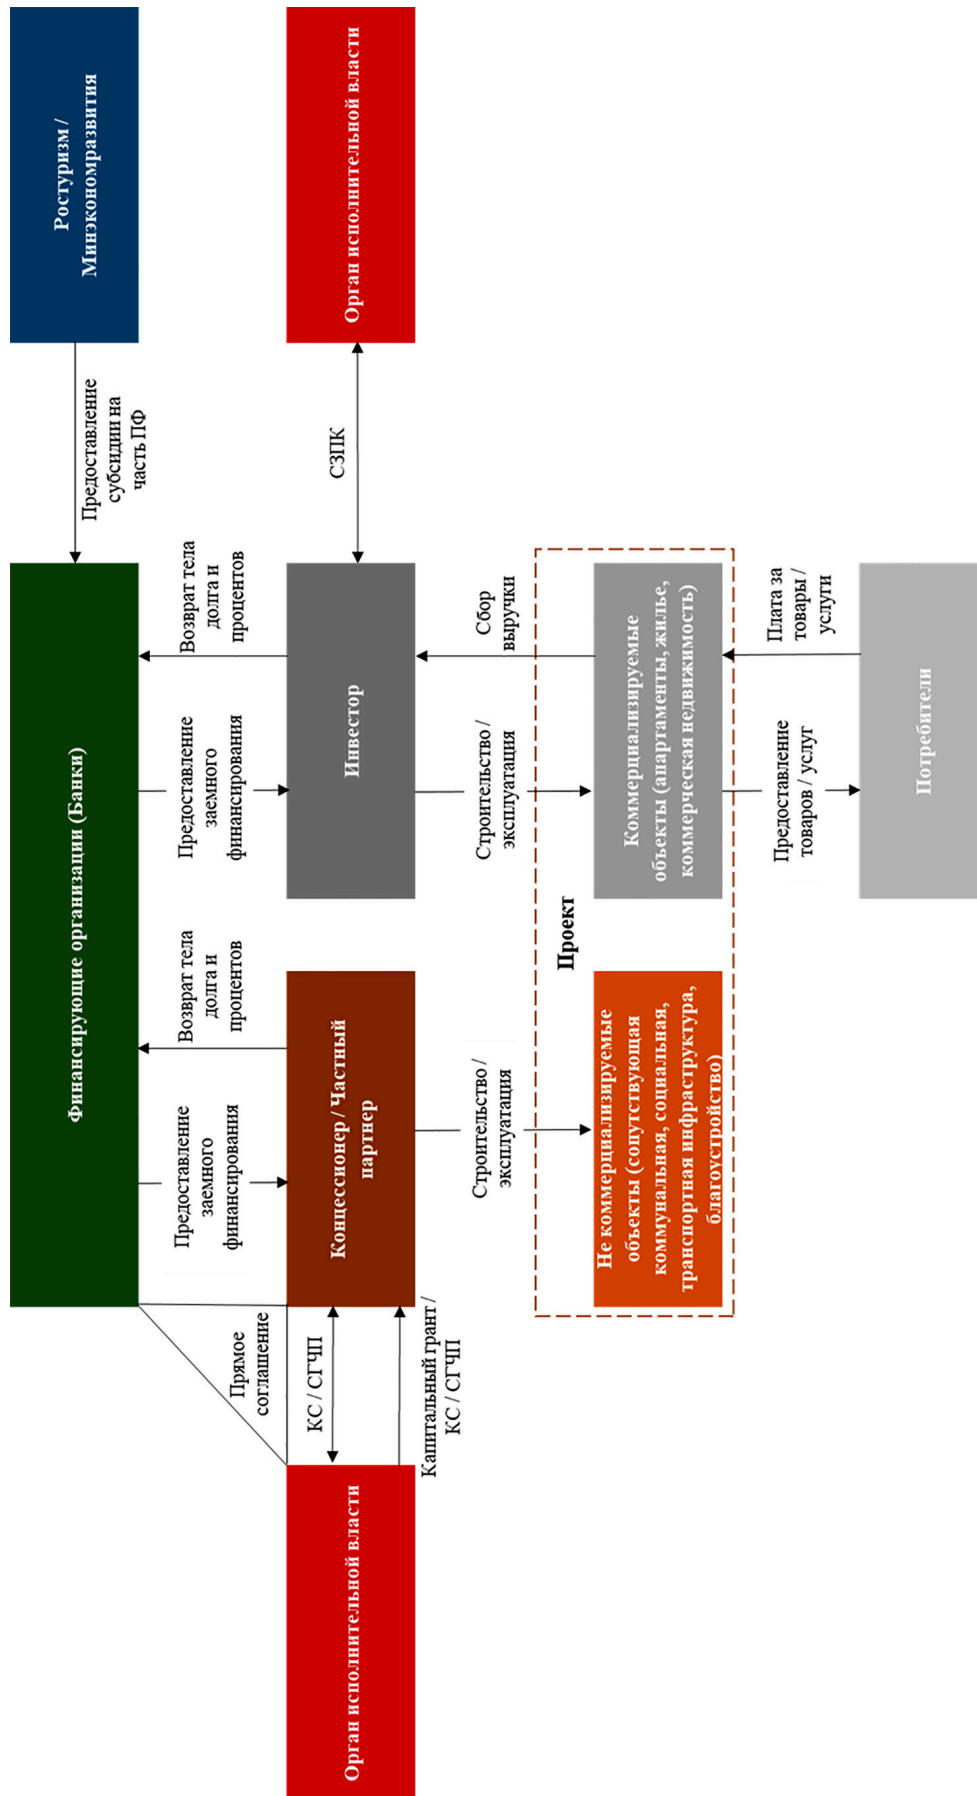 Финансирующие организации (Банки)
Ростуризм /
Минэкономразвития
Предоставление
субсидии на
часть ПФ
Прямое
соглашение
Предоставление
заемного
финансирования
Возврат тела
долга и
процентов
Предоставление
заемного
финансирования
Возврат тела
долга и
процентов
Орган исполнительной власти
КС / СГЧП
Капитальный грант /
КС / СГЧП
Концессионер / Частный
партнер
Инвестор
СЗПК
Орган исполнительной власти
Строительство /
эксплуатация
Строительство /
эксплуатация
Сбор
выручки
Проект
Не коммерциализируемые
объекты (сопутствующая
коммунальная, социальная,
транспортная инфраструктура,
благоустройство)
Коммерциализируемые
объекты (апартаменты, жилье,
коммерческая недвижимость)
Предоставление
товаров / услуг
Плата за
товары /
услуги
Потребители